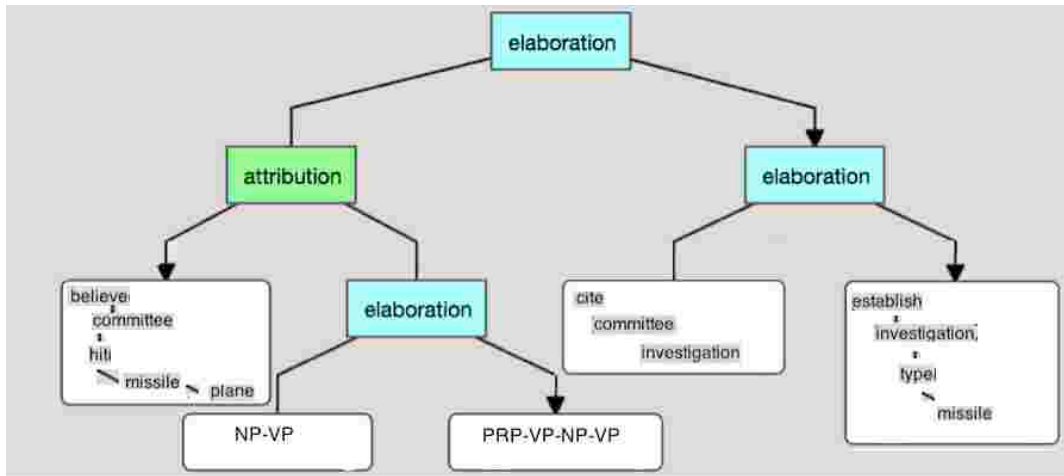 elaboration
attribution
elaboration
believe
committee
hit
missile
plane
elaboration
cite
committee
investigation
establish
investigation
type
missile
NP-VP
PRP-VP-NP-VP